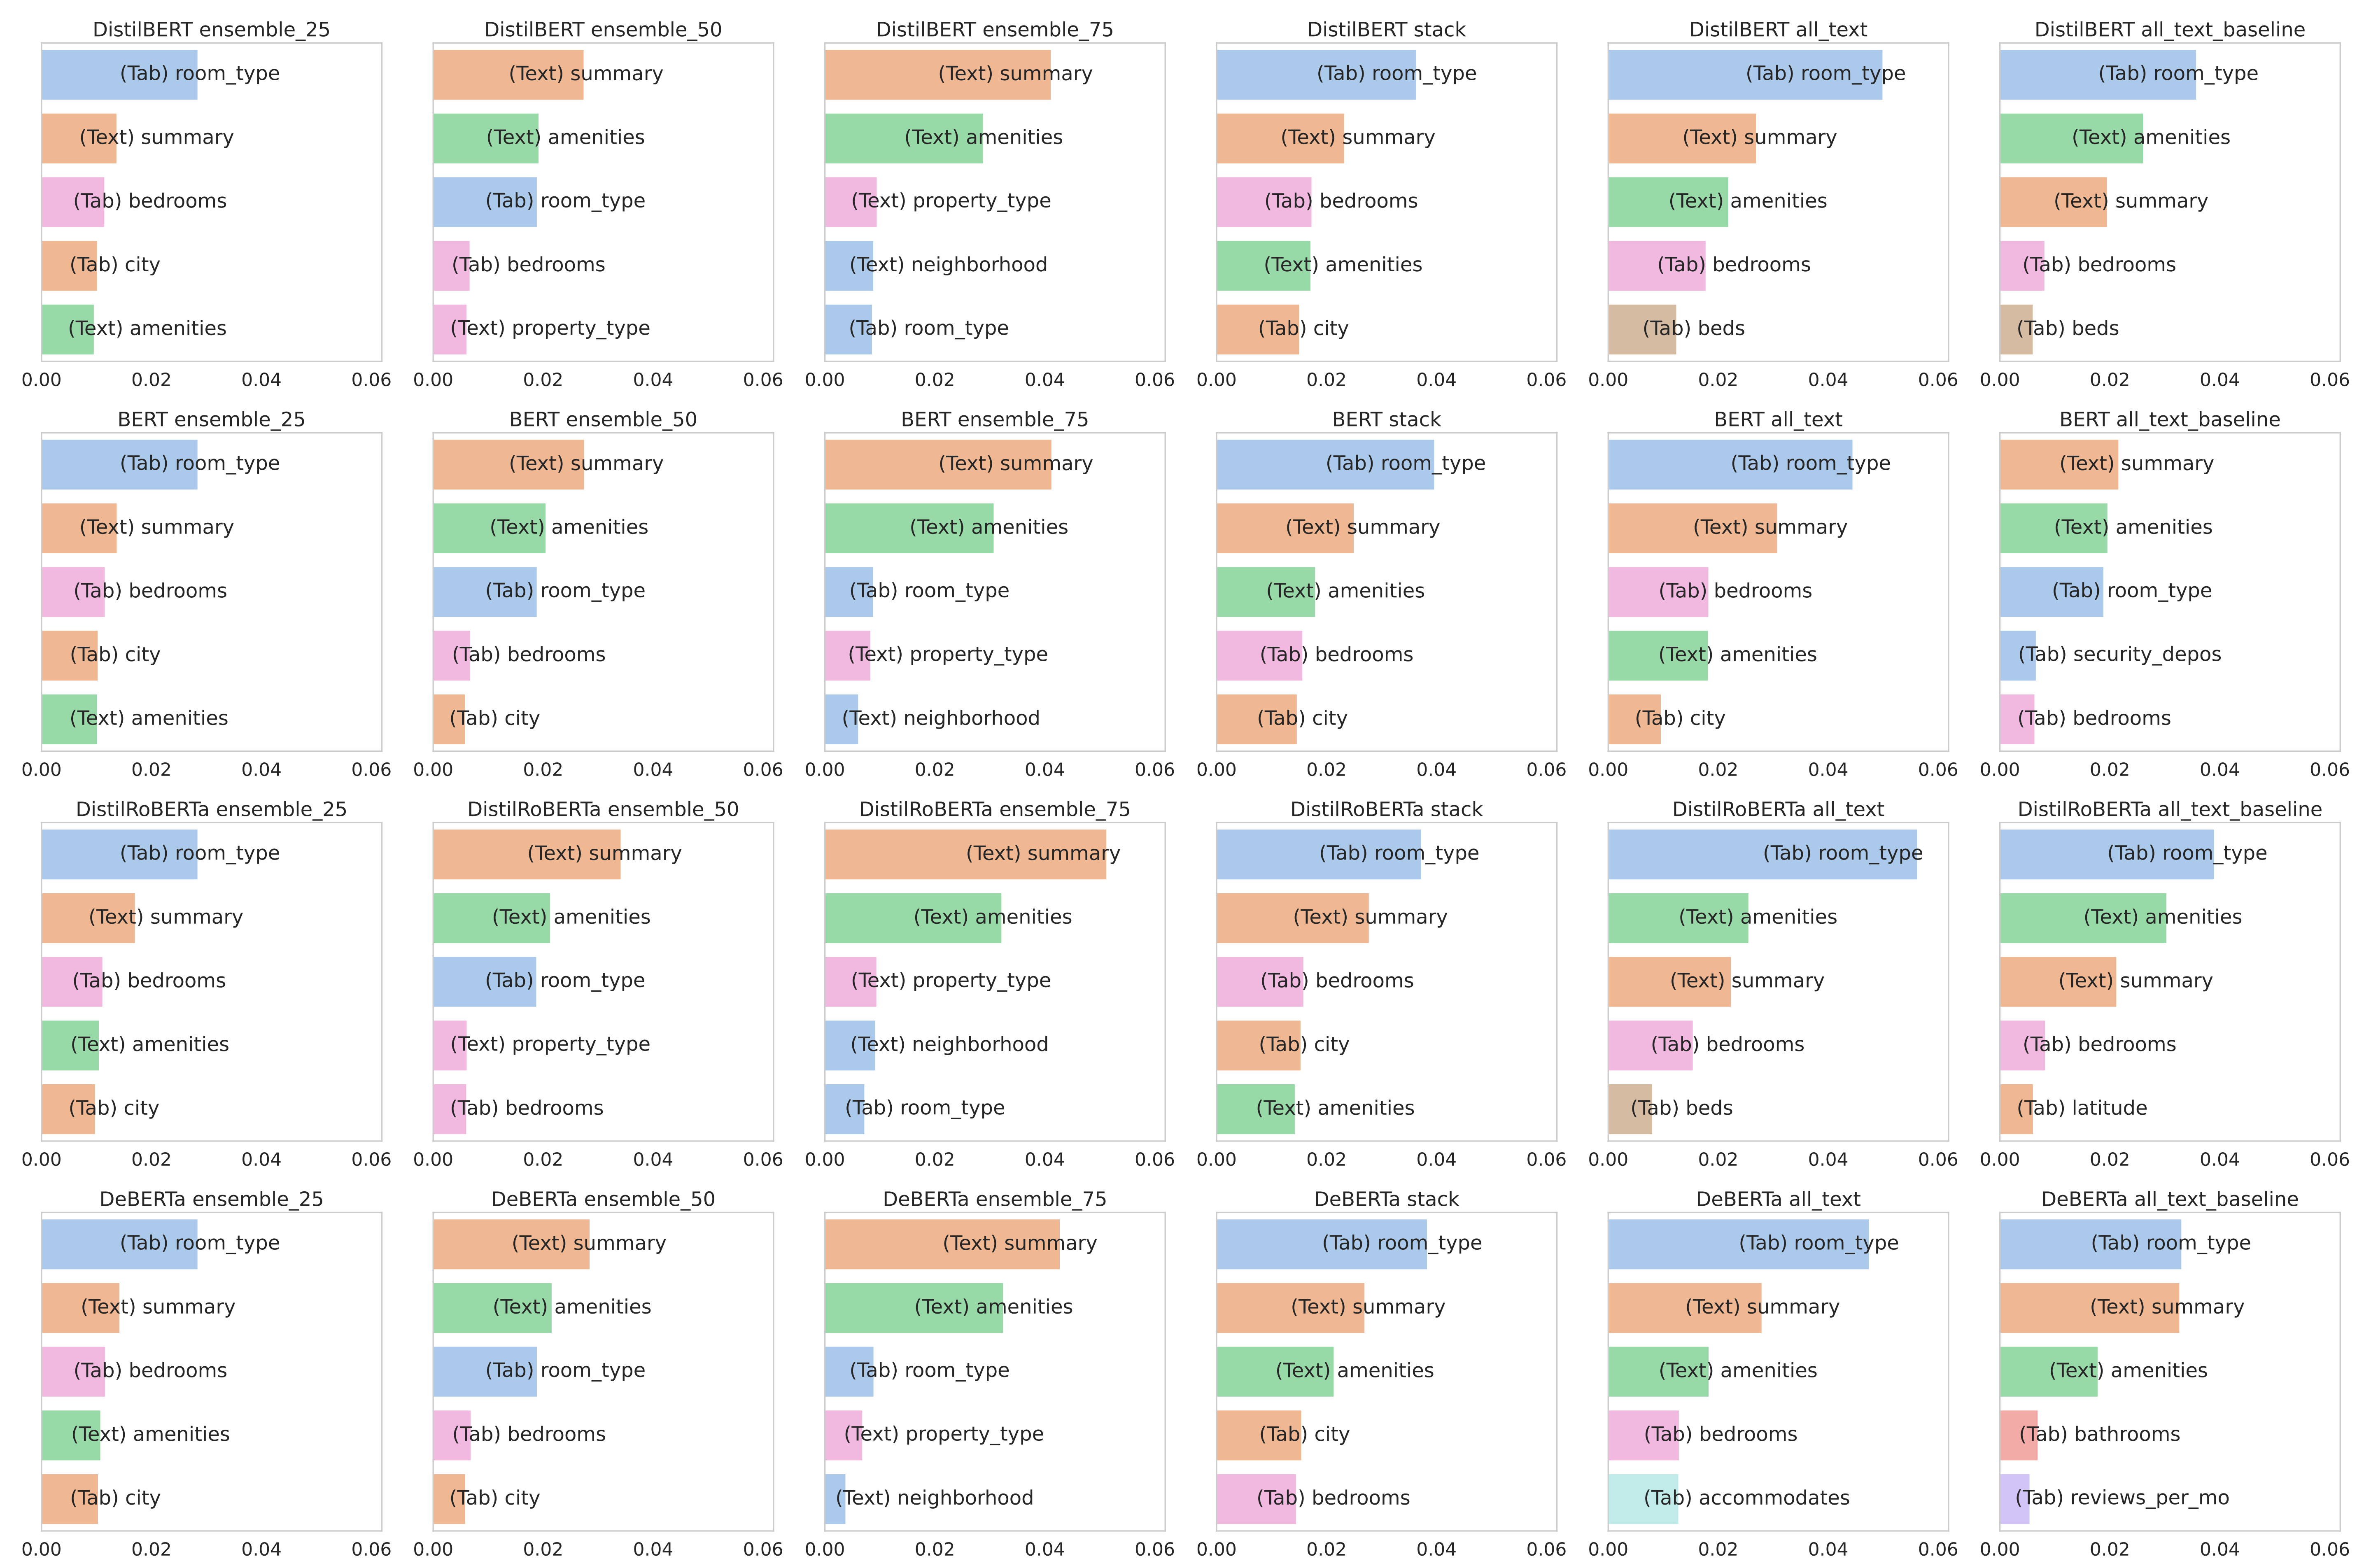 DistilBERT ensemble_25
(Tab) room_type
(Text) summary
(Tab) bedrooms
(Tab) city
(Text) amenities
0.00 0.02 0.04 0.06
DistilBERT ensemble_50
(Text) summary
(Text) amenities
(Tab) room_type
(Tab) bedrooms
(Text) property_type
0.00 0.02 0.04 0.06
DistilBERT ensemble_75
(Text) summary
(Text) amenities
(Text) property_type
(Text) neighborhood
(Tab) room_type
0.00 0.02 0.04 0.06
DistilBERT stack
(Tab) room_type
(Text) summary
(Tab) bedrooms
(Text) amenities
(Tab) city
0.00 0.02 0.04 0.06
DistilBERT all_text
(Tab) room_type
(Text) summary
(Text) amenities
(Tab) bedrooms
(Tab) beds
0.00 0.02 0.04 0.06
DistilBERT all_text_baseline
(Tab) room_type
(Text) amenities
(Text) summary
(Tab) bedrooms
(Tab) beds
0.00 0.02 0.04 0.06
BERT ensemble_25
(Tab) room_type
(Text) summary
(Tab) bedrooms
(Tab) city
(Text) amenities
0.00 0.02 0.04 0.06
BERT ensemble_50
(Text) summary
(Text) amenities
(Tab) room_type
(Tab) bedrooms
(Tab) city
0.00 0.02 0.04 0.06
BERT ensemble_75
(Text) summary
(Text) amenities
(Tab) room_type
(Text) property_type
(Text) neighborhood
0.00 0.02 0.04 0.06
BERT stack
(Tab) room_type
(Text) summary
(Text) amenities
(Tab) bedrooms
(Tab) city
0.00 0.02 0.04 0.06
BERT all_text
(Tab) room_type
(Text) summary
(Tab) bedrooms
(Text) amenities
(Tab) city
0.00 0.02 0.04 0.06
BERT all_text_baseline
(Text) summary
(Text) amenities
(Tab) room_type
(Tab) security_depos
(Tab) bedrooms
0.00 0.02 0.04 0.06
DistilRoBERTa ensemble_25
(Tab) room_type
(Text) summary
(Tab) bedrooms
(Text) amenities
(Tab) city
0.00 0.02 0.04 0.06
DistilRoBERTa ensemble_50
(Text) summary
(Text) amenities
(Tab) room_type
(Text) property_type
(Tab) bedrooms
0.00 0.02 0.04 0.06
DistilRoBERTa ensemble_75
(Text) summary
(Text) amenities
(Text) property_type
(Text) neighborhood
(Tab) room_type
0.00 0.02 0.04 0.06
DistilRoBERTa stack
(Tab) room_type
(Text) summary
(Tab) bedrooms
(Tab) city
(Text) amenities
0.00 0.02 0.04 0.06
DistilRoBERTa all_text
(Tab) room_type
(Text) amenities
(Text) summary
(Tab) bedrooms
(Tab) beds
0.00 0.02 0.04 0.06
DistilRoBERTa all_text_baseline
(Tab) room_type
(Text) amenities
(Text) summary
(Tab) bedrooms
(Tab) latitude
0.00 0.02 0.04 0.06
DeBERTa ensemble_25
(Tab) room_type
(Text) summary
(Tab) bedrooms
(Text) amenities
(Tab) city
0.00 0.02 0.04 0.06
DeBERTa ensemble_50
(Text) summary
(Text) amenities
(Tab) room_type
(Tab) bedrooms
(Tab) city
0.00 0.02 0.04 0.06
DeBERTa ensemble_75
(Text) summary
(Text) amenities
(Tab) room_type
(Text) property_type
(Text) neighborhood
0.00 0.02 0.04 0.06
DeBERTa stack
(Tab) room_type
(Text) summary
(Text) amenities
(Tab) city
(Tab) bedrooms
0.00 0.02 0.04 0.06
DeBERTa all_text
(Tab) room_type
(Text) summary
(Text) amenities
(Tab) bedrooms
(Tab) accommodates
0.00 0.02 0.04 0.06
DeBERTa all_text_baseline
(Tab) room_type
(Text) summary
(Text) amenities
(Tab) bathrooms
(Tab) reviews_per_mo
0.00 0.02 0.04 0.06